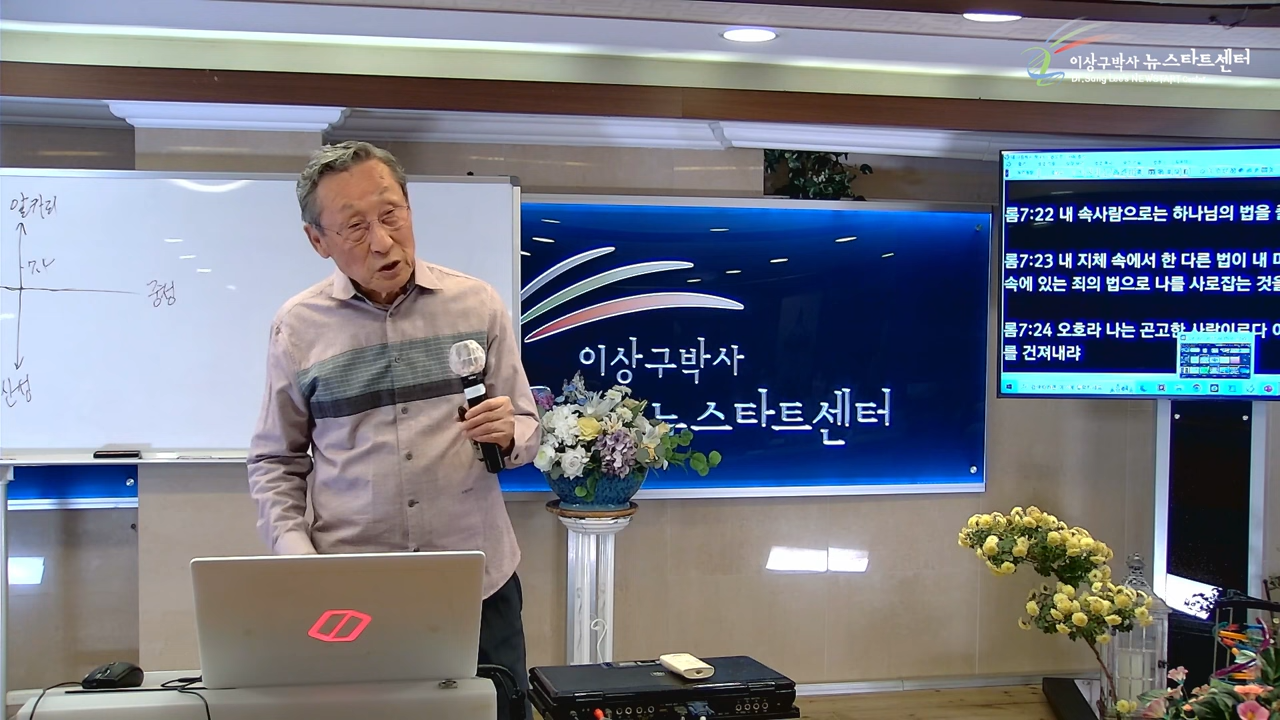 이상구박사 뉴스타트센터
알카리
중성
산성
이상구박사
뉴스타트센터
롬7:22 내 속사람으로는 하나님의 법을
롬7:23 내 지체 속에서 한 다른 법이 내
속에 있는 죄의 법으로 나를 사로잡는 것을
롬7:24 오호라 나는 곤고한 사람이로다
를 건져내랴